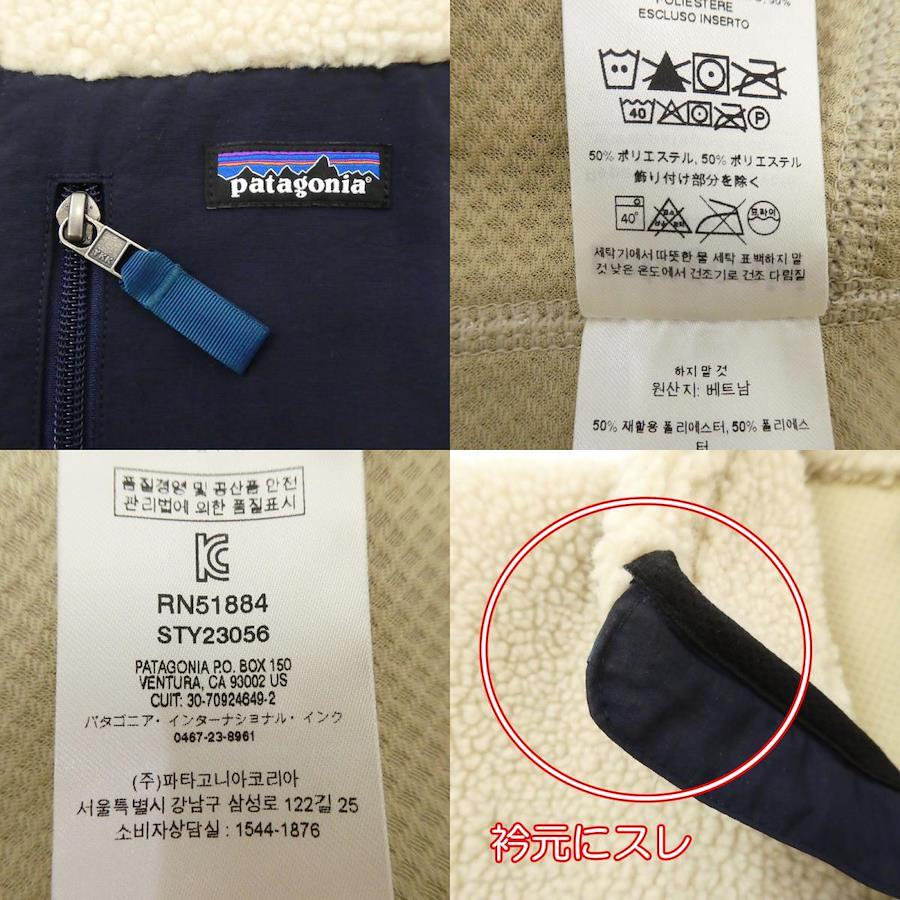 patagonia®
YKK
POLIESTERE
ESCLUSO INSERTO
40
P
50% ポリエステル, 50% ポリエステル
飾り付け部分を除く
40°
드라이
세탁기에서 따뜻한 물 세탁 표백하지 말
것 낮은 온도에서 건조기로 건조 다림질
하지 말 것
원산지: 베트남
50% 재활용 폴리에스터, 50% 폴리에스
터
품질경영 및 공산품 안전
관리법에 의한 품질표시
RN51884
STY23056
PATAGONIA P.O. BOX 150
VENTURA, CA 93002 US
CUIT: 30-70924649-2
パタゴニア・インターナショナル・インク
0467-23-8961
(주)파타고니아코리아
서울특별시 강남구 삼성로 122길 25
소비자상담실 : 1544-1876
衿元にスレ